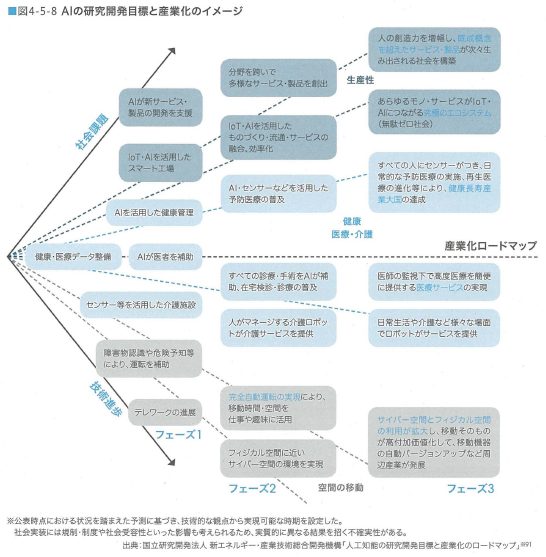 ■図4-5-8 AIの研究開発目標と産業化のイメージ
人の創造力を増幅し、既成概念
を超えたサービス・製品が次々生
み出される社会を構築
分野を跨いで
多様なサービス・製品を創出
生産性
AIが新サービス・
製品の開発を支援
あらゆるモノ・サービスがIoT・
AIにつながる究極のエコシステム
(無駄ゼロ社会)
社会課題
IoT・AIを活用した
ものづくり・流通・サービスの
融合、効率化
IoT・AIを活用した
スマート工場
すべての人にセンサーがつき、日
常的な予防医療の実施、再生医
療の進化等により、健康長寿産
業大国の達成
AI・センサーなどを活用した
予防医療の普及
AIを活用した健康管理
健康
医療・介護
産業化ロードマップ
健康・医療データ整備
AIが医者を補助
すべての診療・手術をAIが補
助、在宅検診・診療の普及
医師の監視下で高度医療を簡便
に提供する医療サービスの実現
センサー等を活用した介護施設
人がマネージする介護ロボット
が介護サービスを提供
日常生活や介護など様々な場面
でロボットがサービスを提供
障害物認識や危険予知等
により、運転を補助
技術進歩
テレワークの進展
フェーズ1
完全自動運転の実現により、
移動時間・空間を
仕事や趣味に活用
サイバー空間とフィジカル空間
の利用が拡大し、移動そのもの
が高付加価値化して、移動機器
の自動バージョンアップなど周
辺産業が発展
フィジカル空間に近い
サイバー空間の環境を実現
フェーズ2
空間の移動
フェーズ3
※公表時点における状況を踏まえた予測に基づき、技術的な観点から実現可能な時期を設定した。
社会実装には規制・制度や社会受容性といった影響も考えられるため、実質的に異なる結果を招く不確実性がある。
出典:国立研究開発法人 新エネルギー・産業技術総合開発機構「人工知能の研究開発目標と産業化のロードマップ」※91